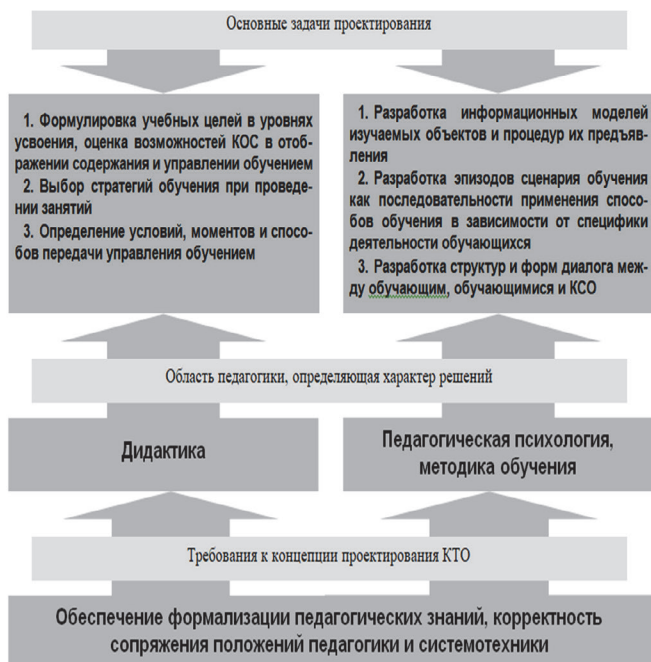 Основные задачи проектирования
1. Формулировка учебных целей в уровнях
усвоения, оценка возможностей КОС в отоб-
ражении содержания и управлении обучением
2. Выбор стратегий обучения при проведе-
нии занятий
3. Определение условий, моментов и спосо-
бов передачи управления обучением
1. Разработка информационных моделей
изучаемых объектов и процедур их предъяв-
ления
2. Разработка эпизодов сценария обучения
как последовательности применения спосо-
бов обучения в зависимости от специфики
деятельности обучающихся
3. Разработка структур и форм диалога меж-
ду обучающим, обучающимися и КСО
Область педагогики, определяющая характер решений
Дидактика
Педагогическая психология,
методика обучения
Требования к концепции проектирования КТО
Обеспечение формализации педагогических знаний, корректность
сопряжения положений педагогики и системотехники